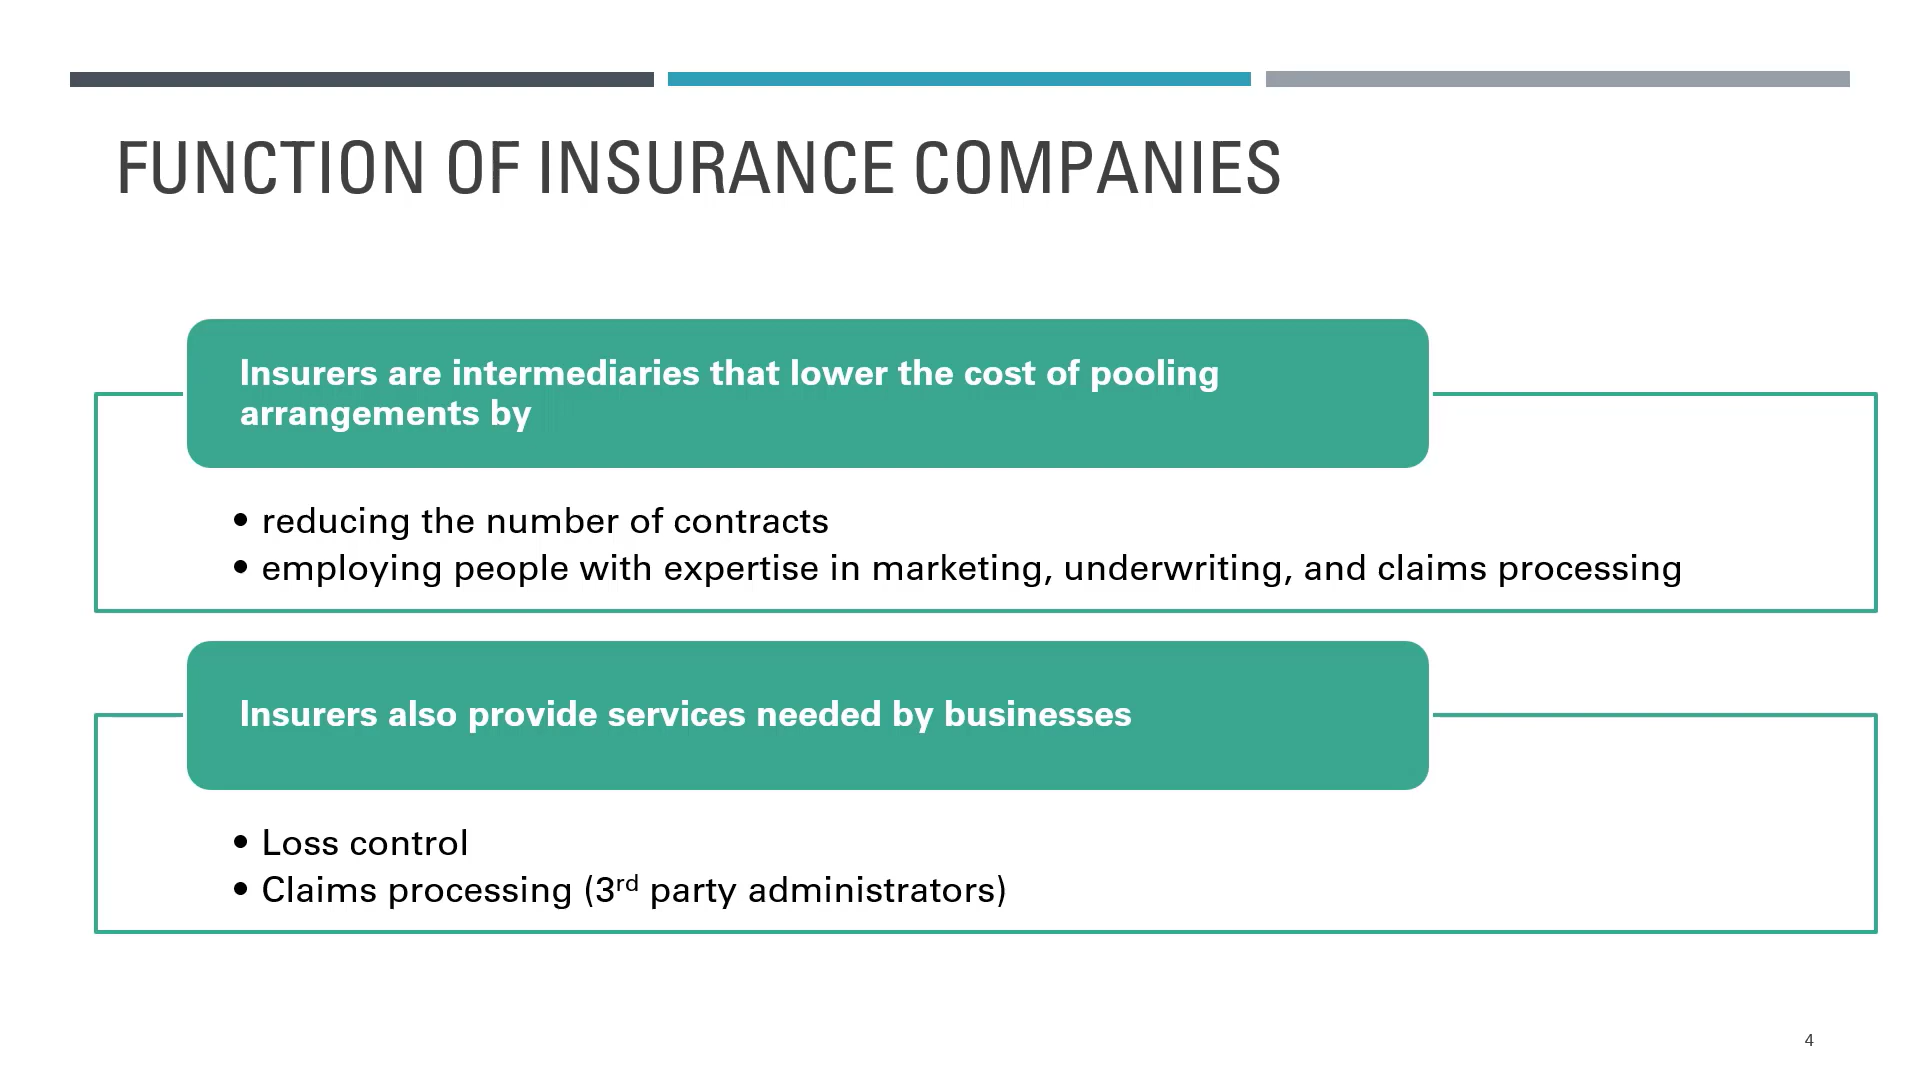 FUNCTION OF INSURANCE COMPANIES
Insurers are intermediaries that lower the cost of pooling
arrangements by
• reducing the number of contracts
• employing people with expertise in marketing, underwriting, and claims processing
Insurers also provide services needed by businesses
• Loss control
• Claims processing (3rd party administrators)
4